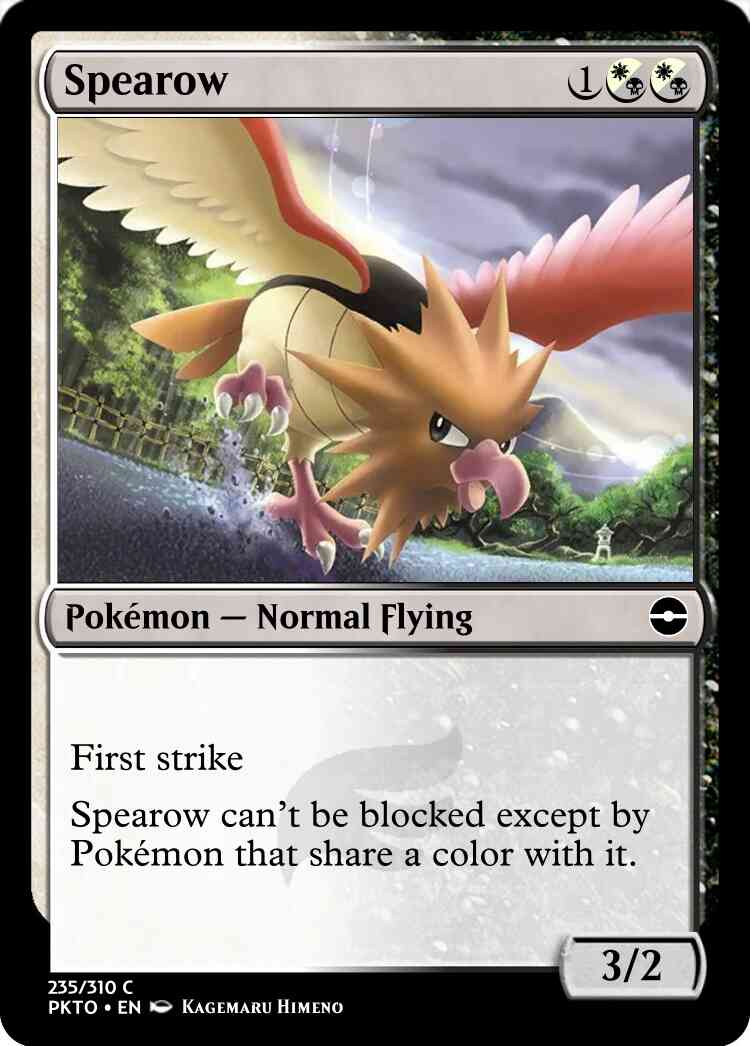 Spearow
1
Pokémon — Normal Flying
First strike
Spearow can't be blocked except by
Pokémon that share a color with it.
3/2
235/310 C
PKTO • EN Kagemaru Himeno